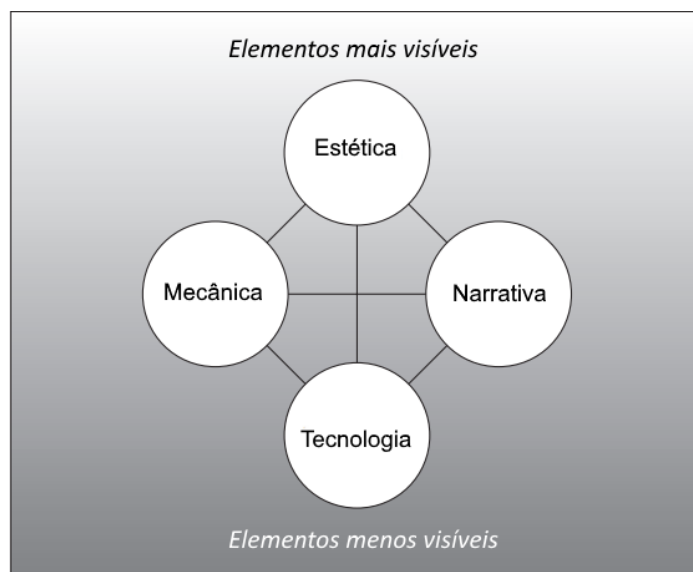 Elementos mais visíveis
Estética
Mecânica
Narrativa
Tecnologia
Elementos menos visíveis